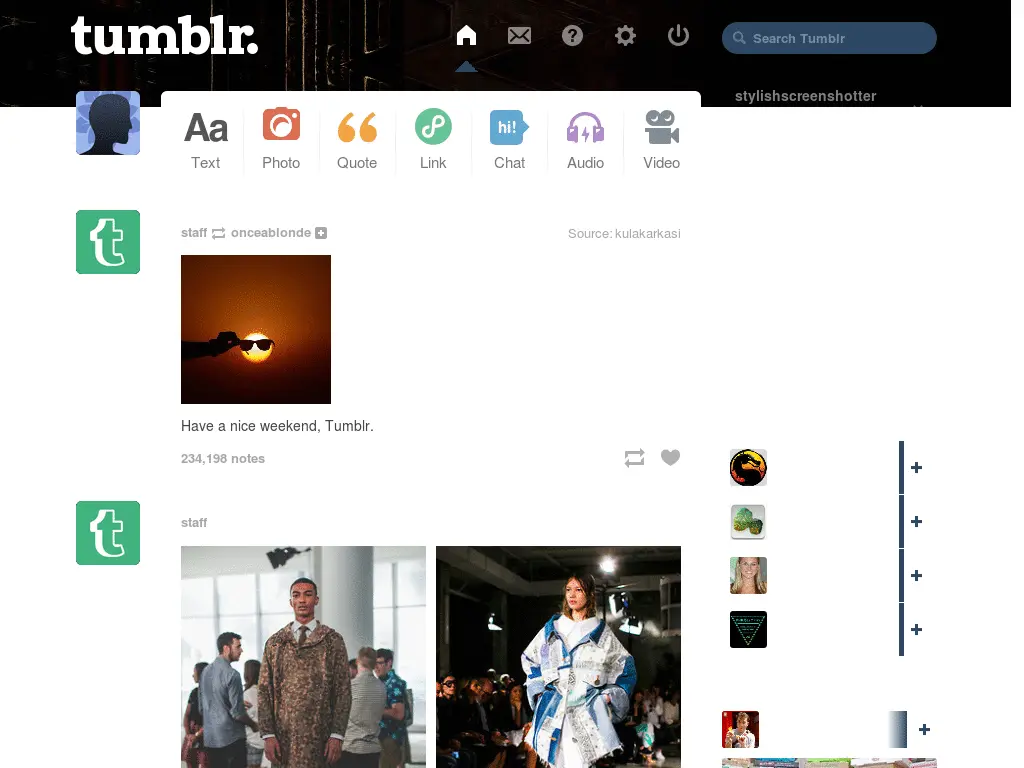 tumblr.
Search Tumblr
stylishscreenshotter
Aa
hi!
Text
Photo
Quote
Link
Chat
Audio
Video
staff onceablonde
Source: kulakarkasi
Have a nice weekend, Tumblr.
234,198 notes
staff